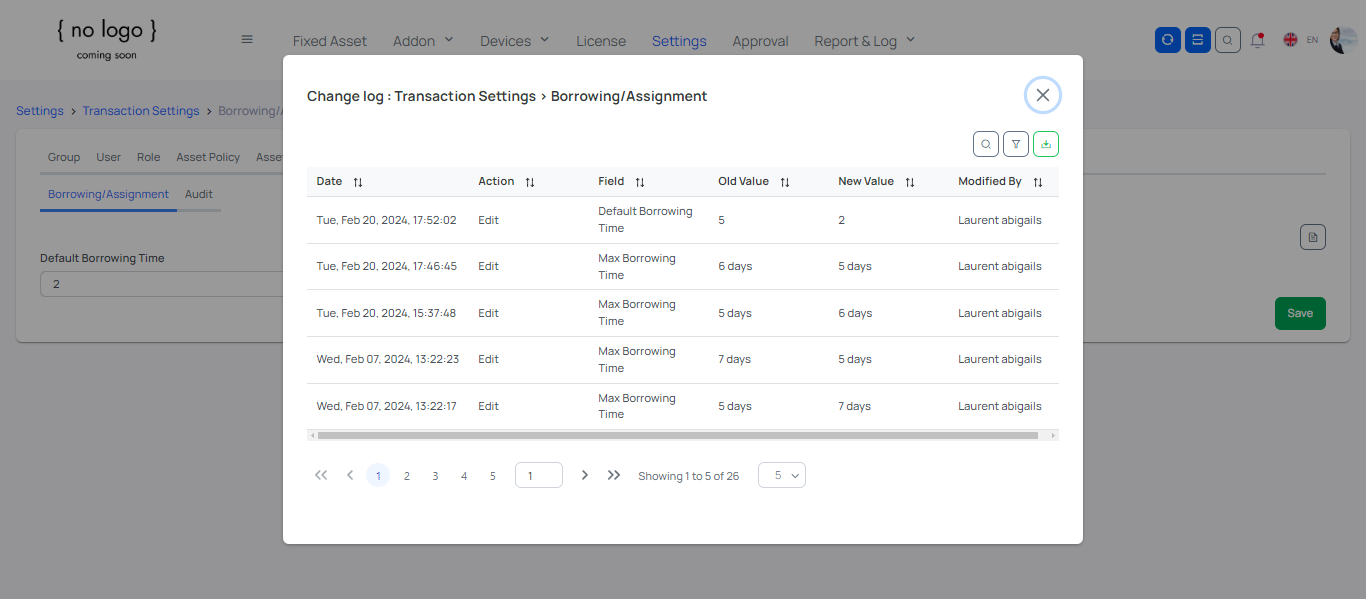 { no logo }
coming soon
Fixed Asset Addon Devices License Settings Approval Report & Log EN
Settings > Transaction Settings > Borrowing/
Group User Role Asset Policy
Borrowing/Assignment Audit
Default Borrowing Time
2
Save
Change log : Transaction Settings > Borrowing/Assignment
Date Action Field Old Value New Value Modified By
Tue, Feb 20, 2024, 17:52:02 Edit Default Borrowing Time 5 2 Laurent abigails
Tue, Feb 20, 2024, 17:46:45 Edit Max Borrowing Time 6 days 5 days Laurent abigails
Tue, Feb 20, 2024, 15:37:48 Edit Max Borrowing Time 5 days 6 days Laurent abigails
Wed, Feb 07, 2024, 13:22:23 Edit Max Borrowing Time 7 days 5 days Laurent abigails
Wed, Feb 07, 2024, 13:22:17 Edit Max Borrowing Time 5 days 7 days Laurent abigails
1 2 3 4 5 1 Showing 1 to 5 of 26 5